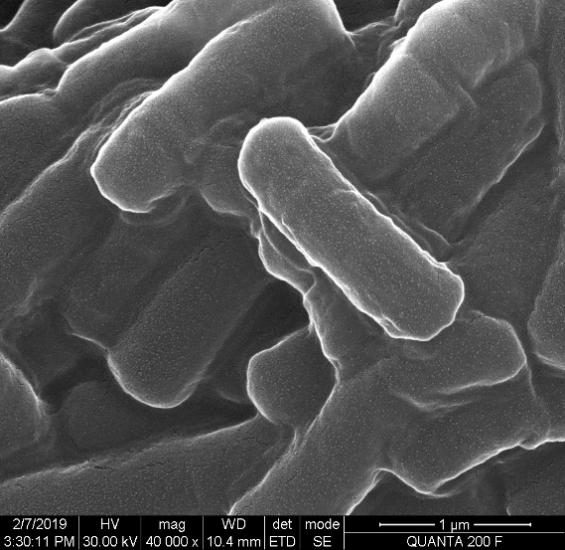 2/7/2019 HV mag WD det mode 1 µm
3:30:11 PM 30.00 kV 40 000 x 10.4 mm ETD SE QUANTA 200 F